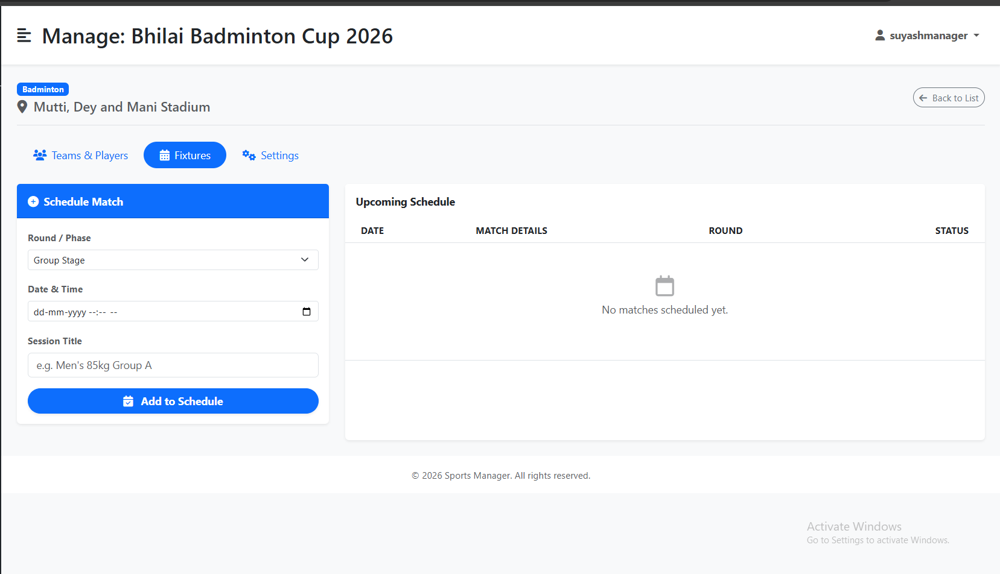 Manage: Bhilai Badminton Cup 2026
suyashmanager
Badminton
Mutti, Dey and Mani Stadium
Back to List
Teams & Players
Fixtures
Settings
Schedule Match
Round / Phase
Group Stage
Date & Time
dd-mm-yyyy --:-- --
Session Title
e.g. Men's 85kg Group A
Add to Schedule
Upcoming Schedule
DATE MATCH DETAILS ROUND STATUS
No matches scheduled yet.
© 2026 Sports Manager. All rights reserved.
Activate Windows
Go to Settings to activate Windows.